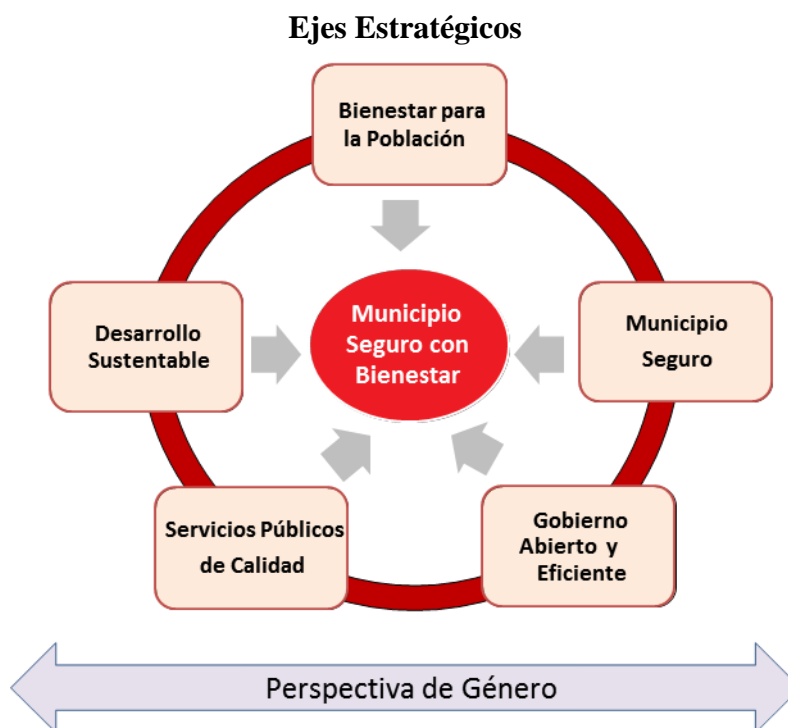 Ejes Estratégicos
Bienestar para
la Población
Desarrollo
Sustentable
Municipio
Seguro con
Bienestar
Municipio
Seguro
Servicios Públicos
de Calidad
Gobierno
Abierto y
Eficiente
Perspectiva de Género